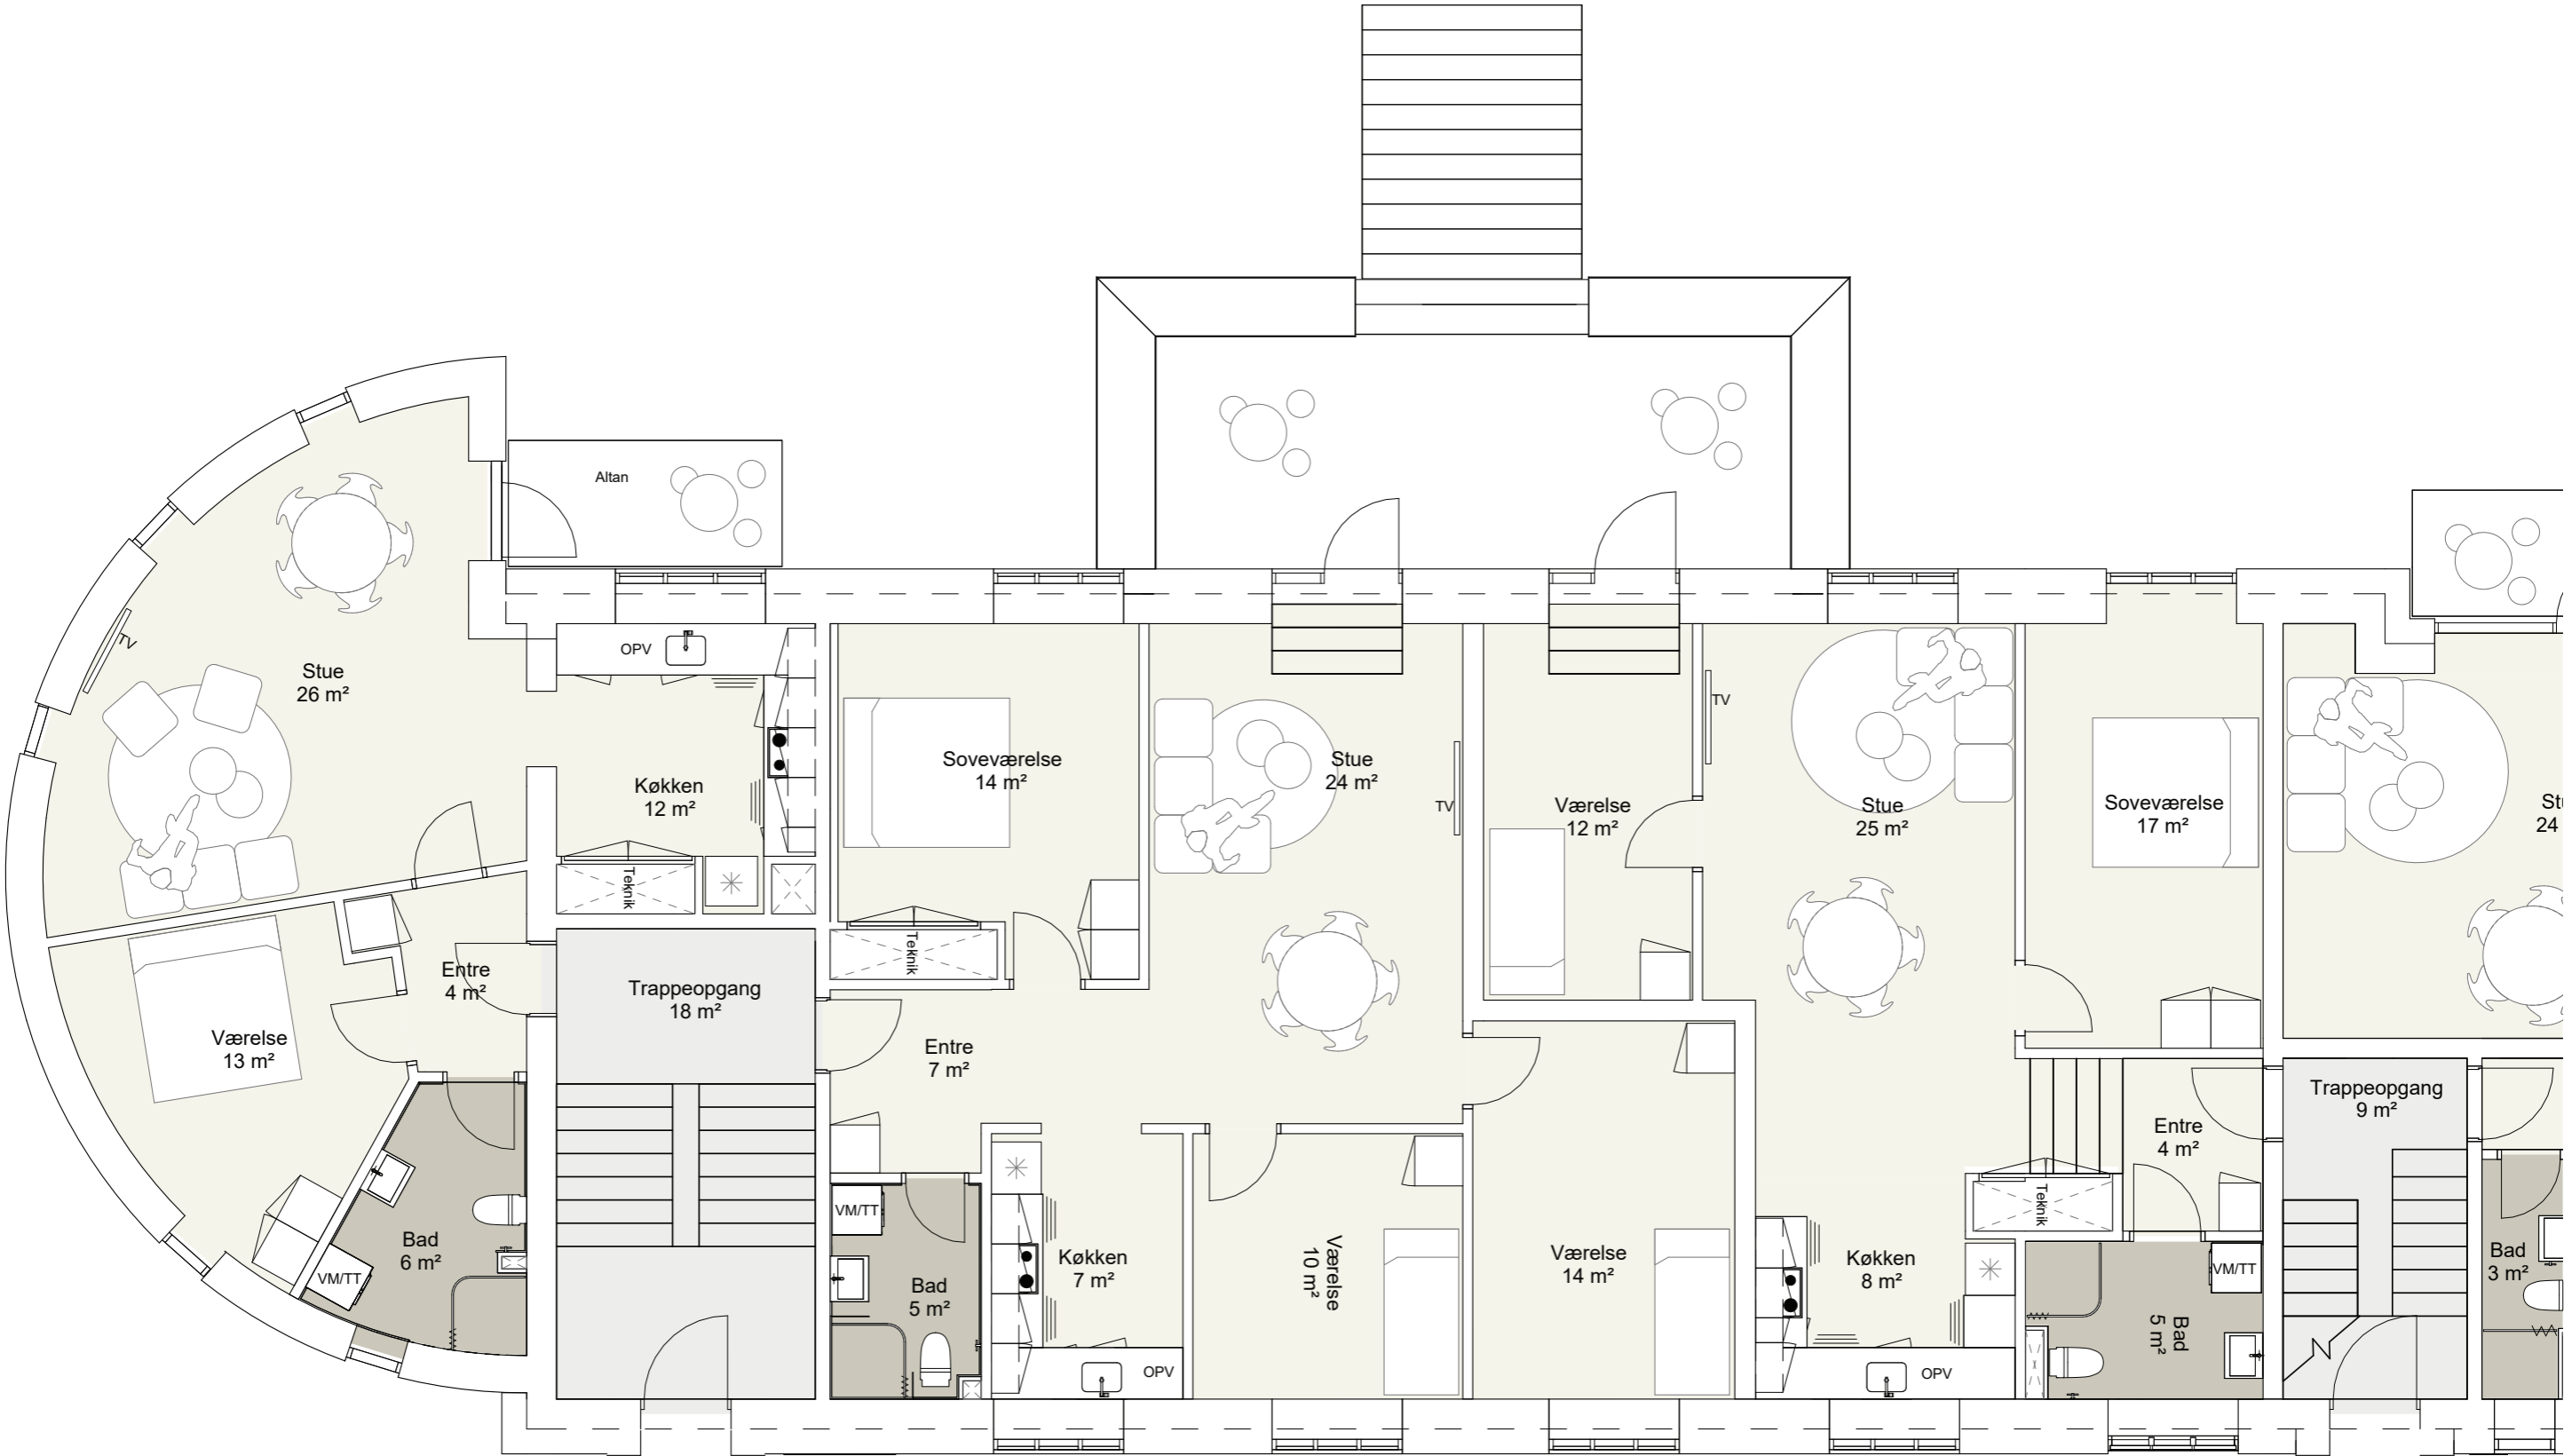 Altan
OPV
TV
Stue
26 m²
Køkken
12 m²
Teknik
Entre
4 m²
Værelse
13 m²
Bad
6 m²
VM/TT
Trappeopgang
18 m²
Soveværelse
14 m²
Teknik
Stue
24 m²
TV
Entre
7 m²
VM/TT
Bad
5 m²
Køkken
7 m²
OPV
Værelse
10 m²
Værelse
12 m²
Værelse
14 m²
TV
Stue
25 m²
Køkken
8 m²
OPV
Soveværelse
17 m²
Teknik
Entre
4 m²
VM/TT
Bad
5 m²
Trappeopgang
9 m²
24
Bad
3 m²